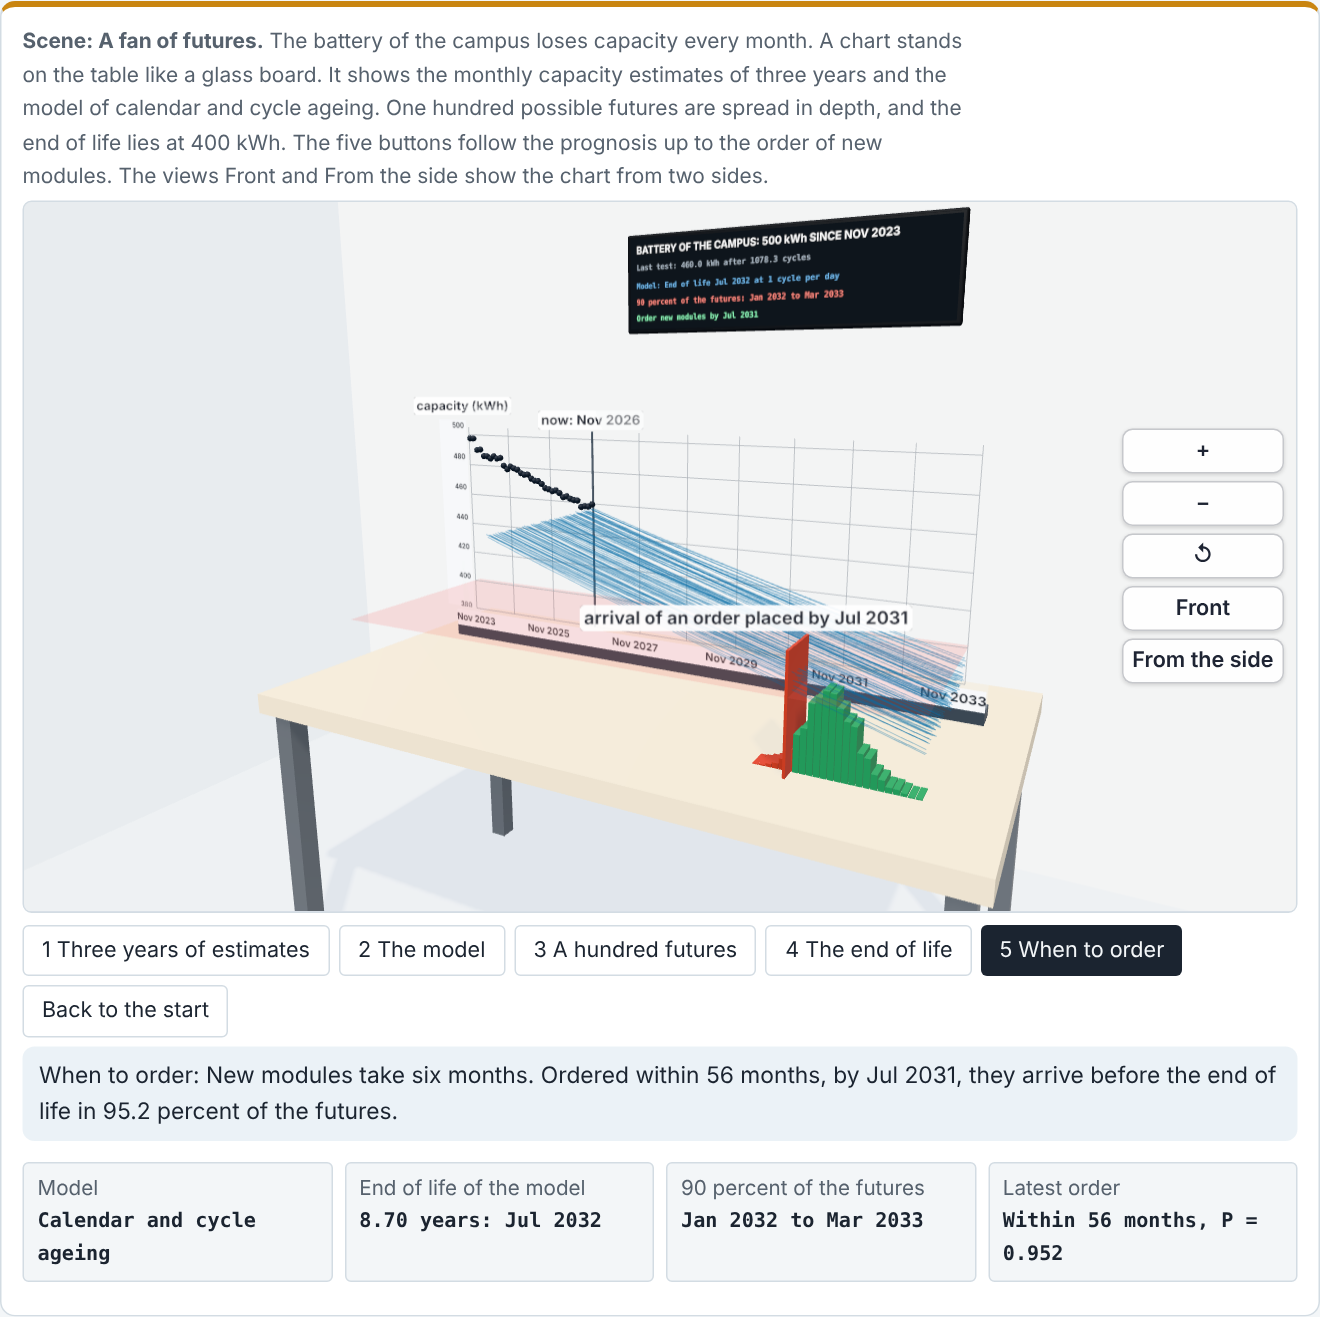 Scene: A fan of futures. The battery of the campus loses capacity every month. A chart stands
on the table like a glass board. It shows the monthly capacity estimates of three years and the
model of calendar and cycle ageing. One hundred possible futures are spread in depth, and the
end of life lies at 400 kWh. The five buttons follow the prognosis up to the order of new
modules. The views Front and From the side show the chart from two sides.
BATTERY OF THE CAMPUS: 500 kWh SINCE NOV 2023
Last test: 460.0 kWh after 1078.3 cycles
Model: End of life Jul 2032 at 1 cycle per day
90 percent of the futures: Jan 2032 to Mar 2033
Order new modules by Jul 2031
capacity (kWh)
now: Nov 2026
500
480
460
440
420
400
380
arrival of an order placed by Jul 2031
Nov 2023
Nov 2025
Nov 2027
Nov 2029
Nov 2031
Nov 2033
+
−
Front
From the side
1 Three years of estimates
2 The model
3 A hundred futures
4 The end of life
5 When to order
Back to the start
When to order: New modules take six months. Ordered within 56 months, by Jul 2031, they arrive before the end of
life in 95.2 percent of the futures.
Model
Calendar and cycle
ageing
End of life of the model
8.70 years: Jul 2032
90 percent of the futures
Jan 2032 to Mar 2033
Latest order
Within 56 months, P =
0.952